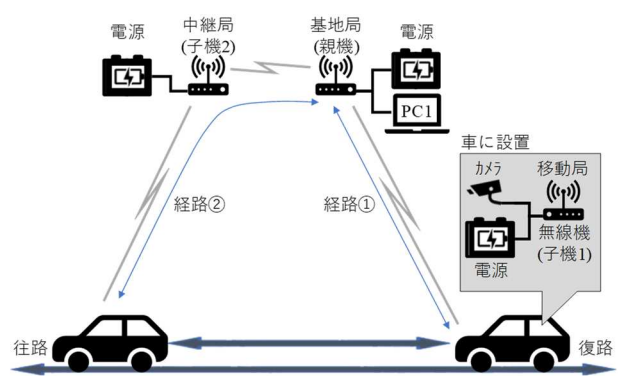 電源
中継局
(子機2)
基地局
(親機)
電源
PC1
車に設置
ｶﾒﾗ
移動局
無線機
(子機1)
電源
経路②
経路①
往路
復路